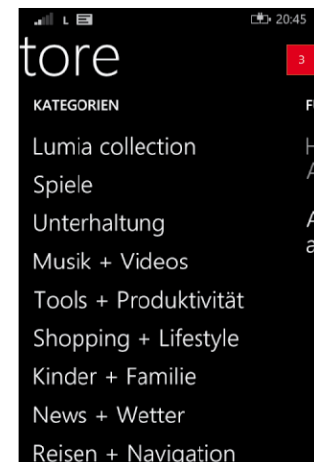 L 20:45
tore
3
KATEGORIEN
Lumia collection
Spiele
Unterhaltung
Musik + Videos
Tools + Produktivität
Shopping + Lifestyle
Kinder + Familie
News + Wetter
Reisen + Navigation